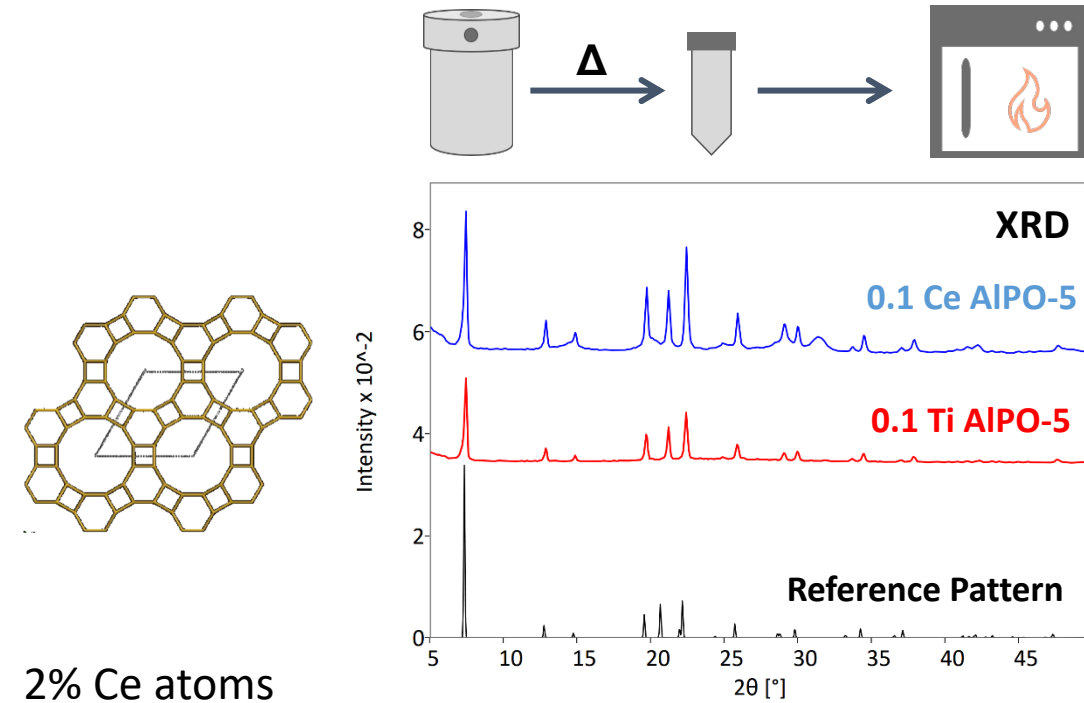 Δ
XRD
0.1 Ce AlPO-5
0.1 Ti AlPO-5
Reference Pattern
Intensity x 10^-2
8
6
4
2
0
5 10 15 20 25 30 35 40 45
2θ [°]
2% Ce atoms